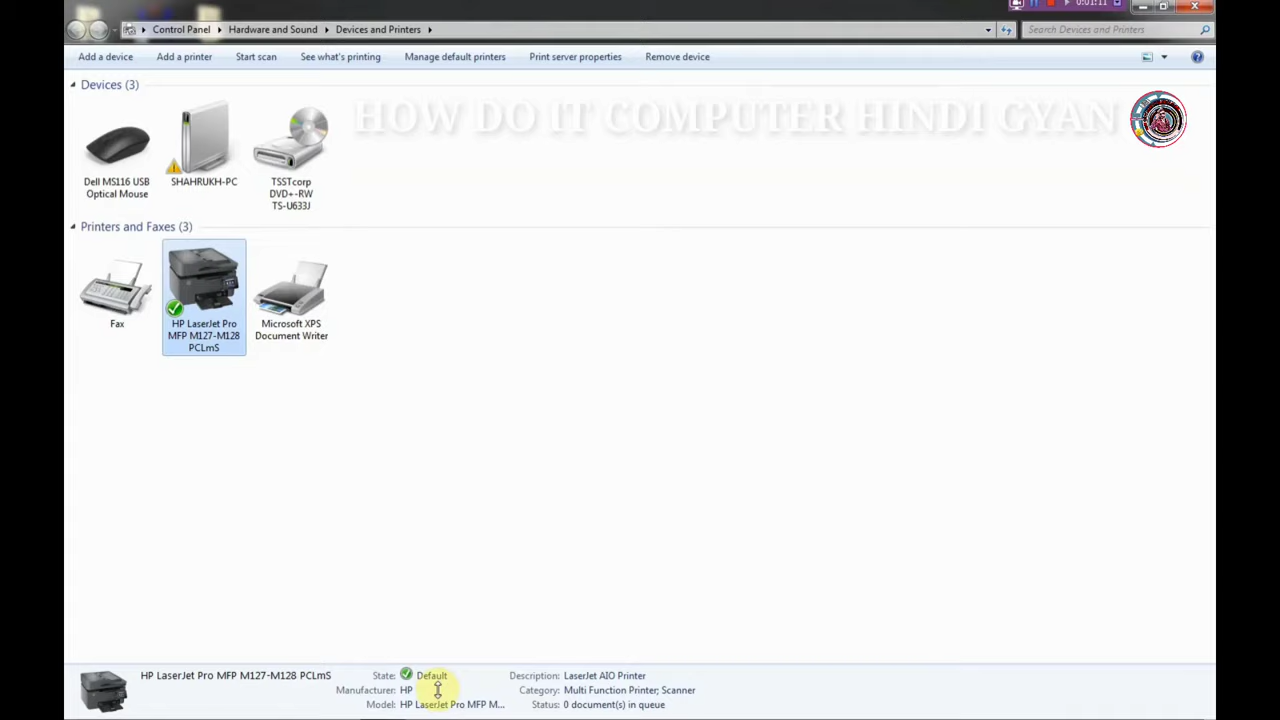 0:01:11
Control Panel Hardware and Sound Devices and Printers
Search Devices and Printers
Add a device Add a printer Start scan See what's printing Manage default printers Print server properties Remove device
Devices (3)
HOW DO IT COMPUTER HINDI GYAN
Dell MS116 USB
Optical Mouse
SHAHRUKH-PC
TSSTcorp
DVD+-RW
TS-U633J
Printers and Faxes (3)
Fax
HP LaserJet Pro
MFP M127-M128
PCLmS
Microsoft XPS
Document Writer
HP LaserJet Pro MFP M127-M128 PCLmS
State: Default
Manufacturer: HP
Model: HP LaserJet Pro MFP M...
Description: LaserJet AIO Printer
Category: Multi Function Printer; Scanner
Status: 0 document(s) in queue